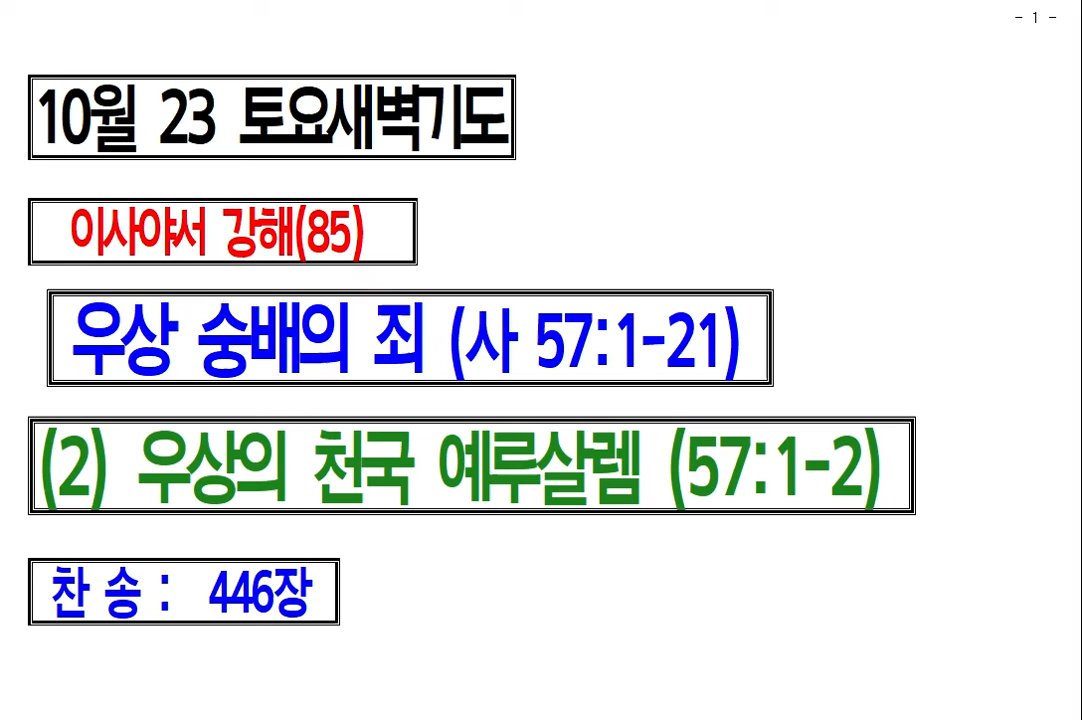 - 1 -
10월 23 토요새벽기도
이사야서 강해(85)
우상 숭배의 죄 (사 57:1-21)
(2) 우상의 천국 예루살렘 (57:1-2)
찬 송 : 446장